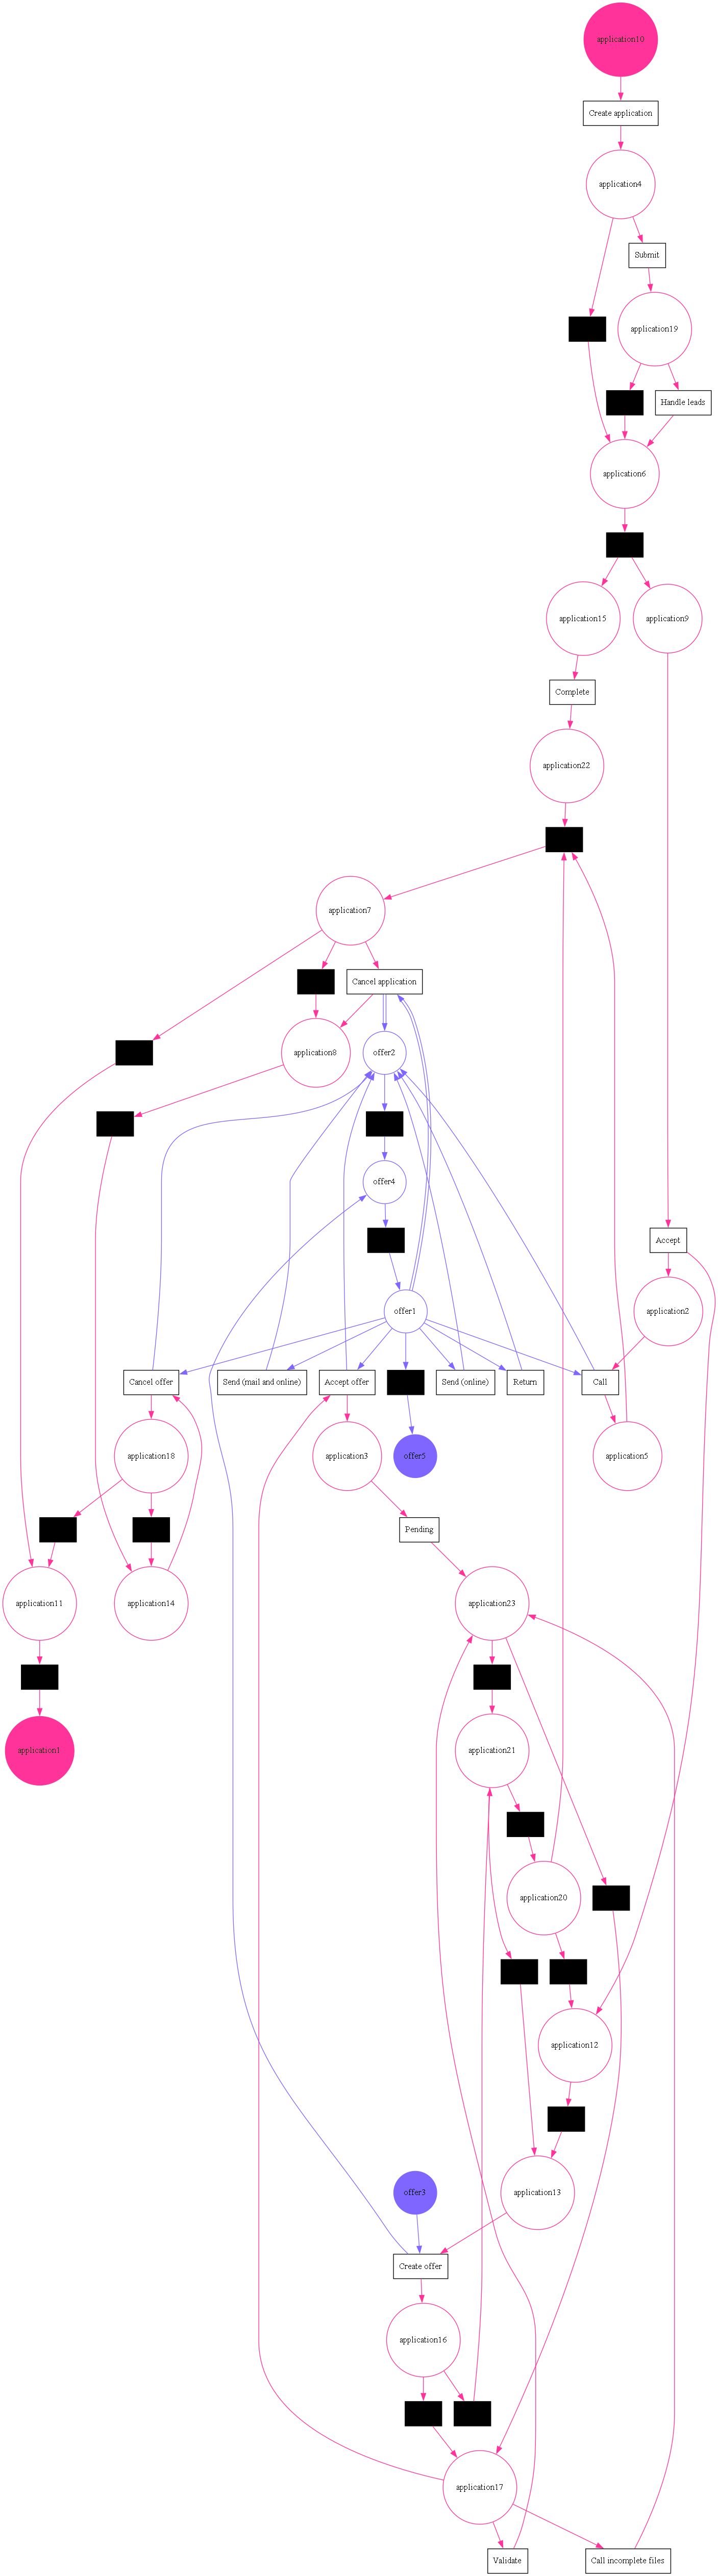 application10
Create application
application4
Submit
application19
Handle leads
application6
application15
application9
Complete
application22
application7
Cancel application
application8
offer2
offer4
Accept
offer1
application2
Cancel offer
Send (mail and online)
Accept offer
Send (online)
Return
Call
application18
application3
offer5
application5
Pending
application11
application14
application23
application1
application21
application20
application12
offer3
application13
Create offer
application16
application17
Validate
Call incomplete files